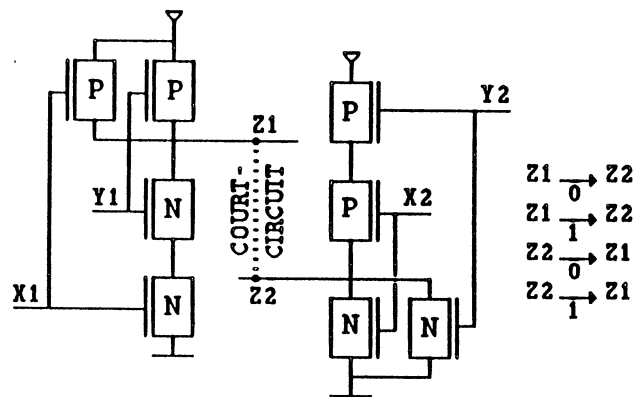 P
P
Y2
P
Z1
COURT-
CIRCUIT
Z1 0 Z2
Y1
N
P
X2
Z1 1 Z2
Z2 0 Z1
X1
N
Z2
N
N
Z2 1 Z1